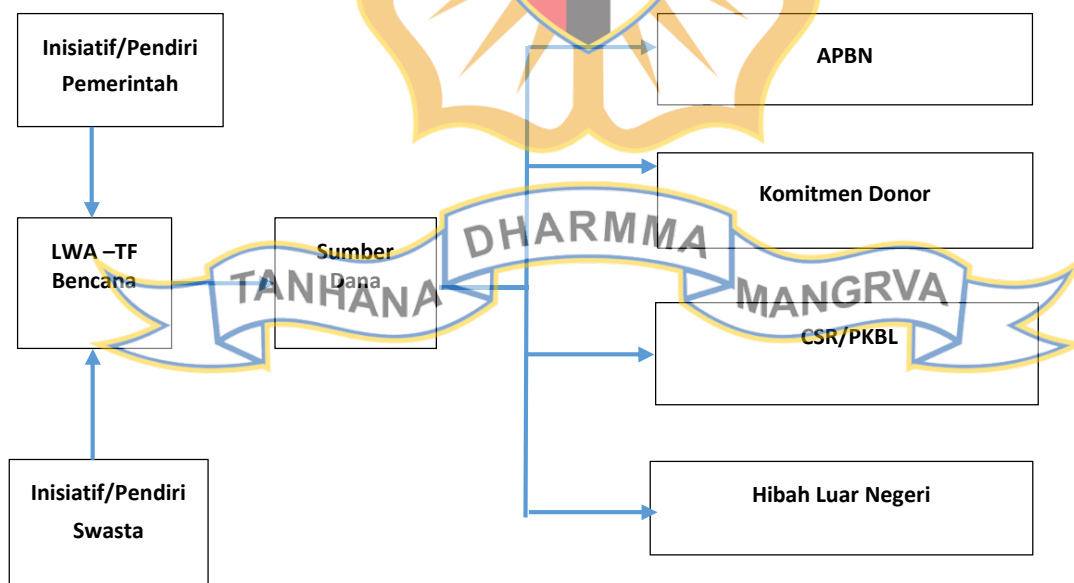 Inisiatif/Pendiri
Pemerintah
APBN
Komitmen Donor
LWA –TF
Bencana
Sumber
Dana
TANHANA DHARMMA MANGRVA
CSR/PKBL
Inisiatif/Pendiri
Swasta
Hibah Luar Negeri